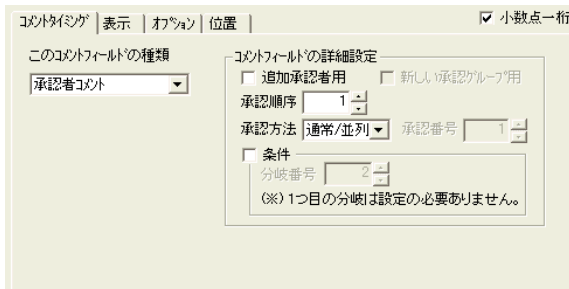 コメントタイミング 表示 オプション 位置
小数点一桁
このコメントフィールドの種類
承認者コメント
コメントフィールドの詳細設定
追加承認者用 新しい承認グループ用
承認順序 1
承認方法 通常/並列 承認番号 1
条件
分岐番号 2
(※) 1つ目の分岐は設定の必要ありません。